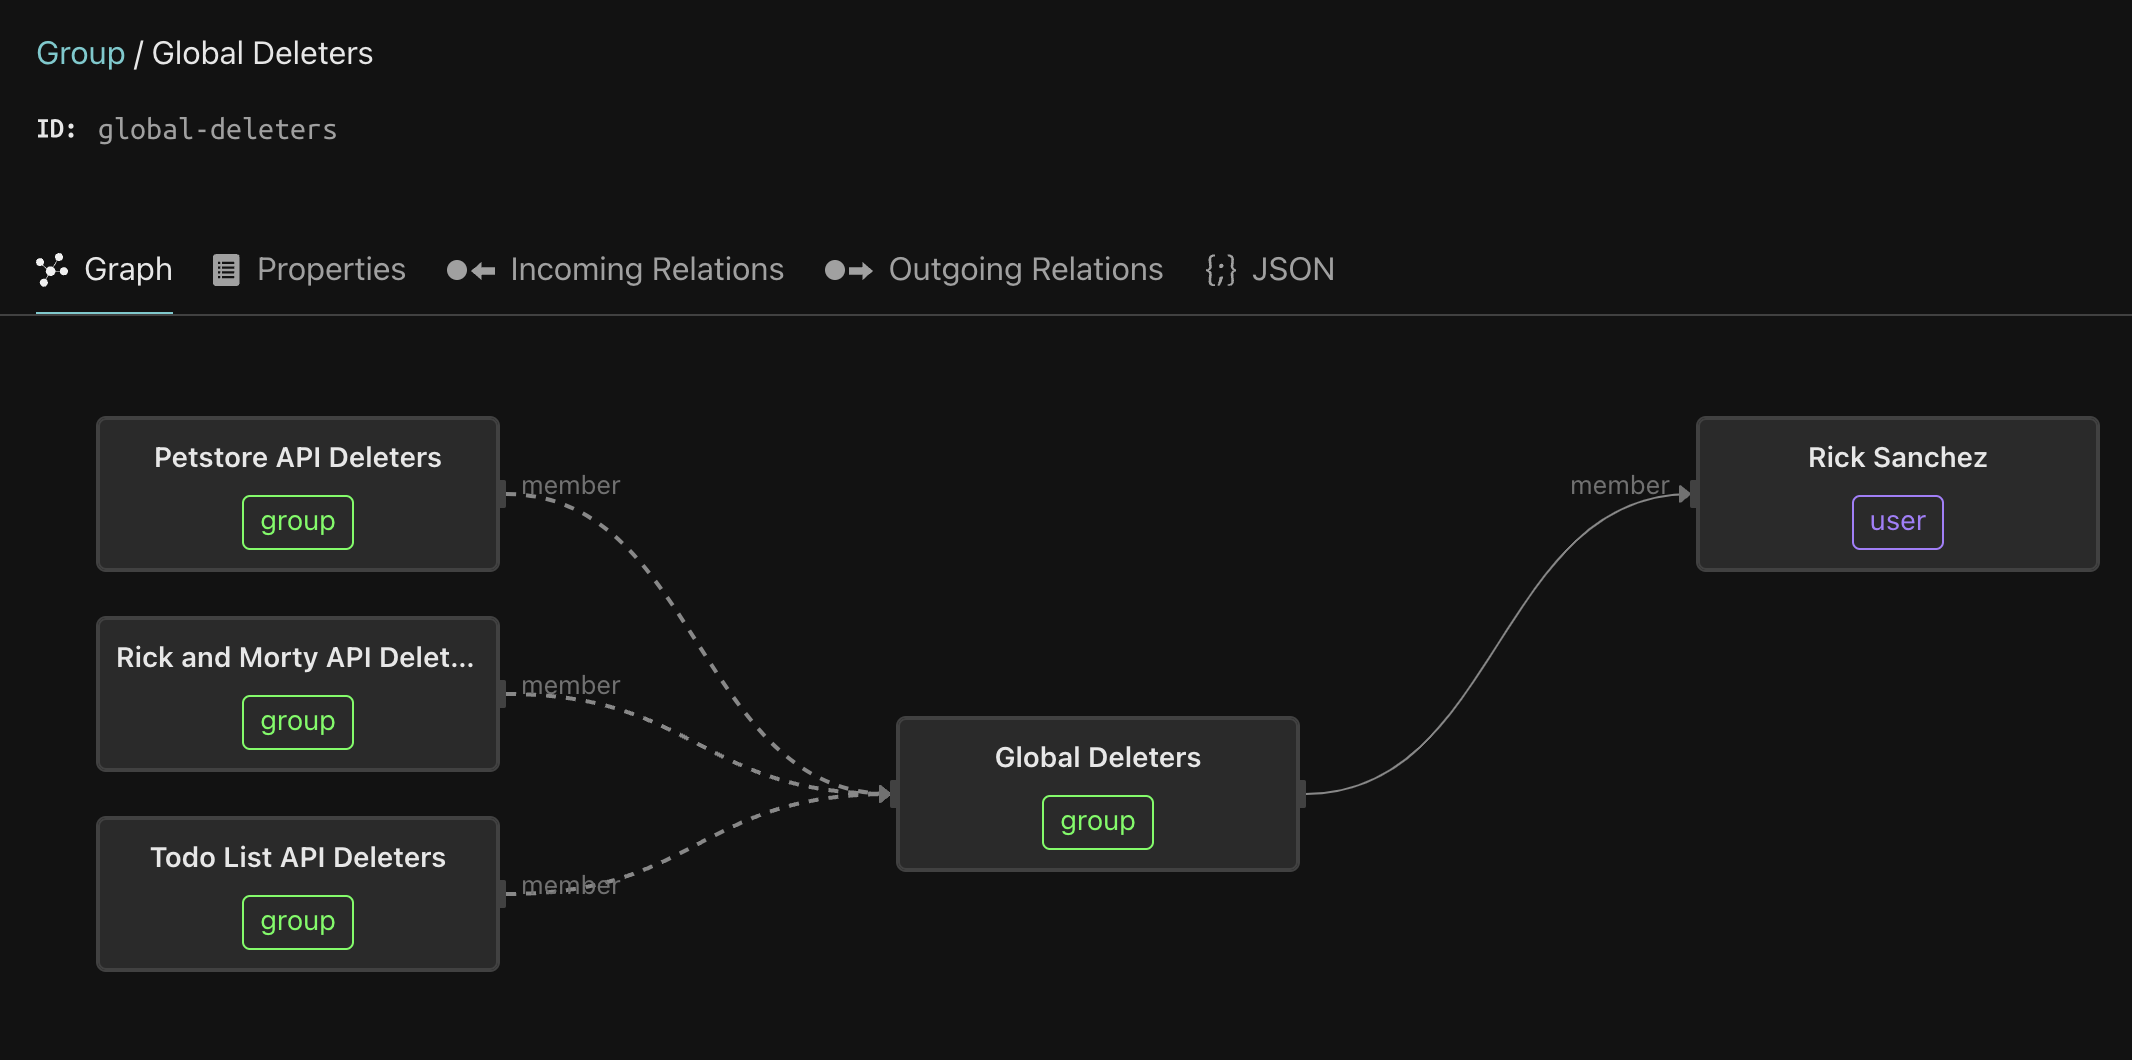 Group / Global Deleters
ID: global-deleters
Graph Properties Incoming Relations Outgoing Relations {;} JSON
Petstore API Deleters
group
member
Rick and Morty API Delet...
group
member
Todo List API Deleters
group
member
Global Deleters
group
member
Rick Sanchez
user